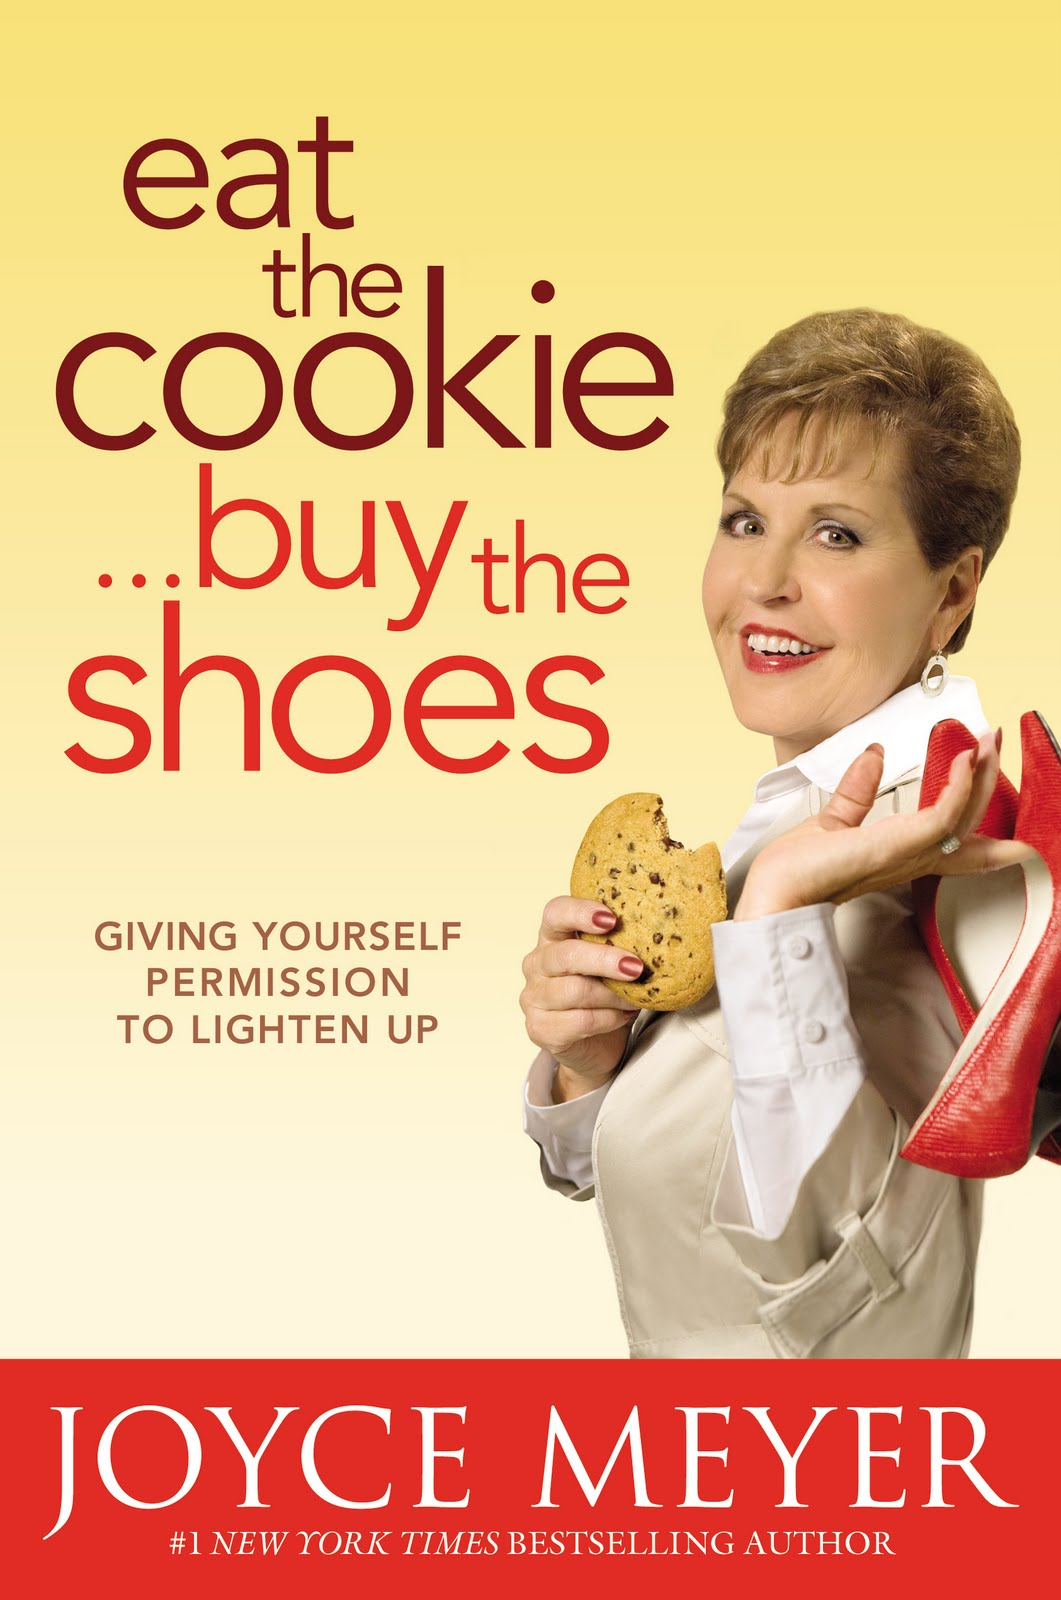 eat
the
cookie
...buy the
shoes
GIVING YOURSELF
PERMISSION
TO LIGHTEN UP
JOYCE MEYER
#1 NEW YORK TIMES BESTSELLING AUTHOR